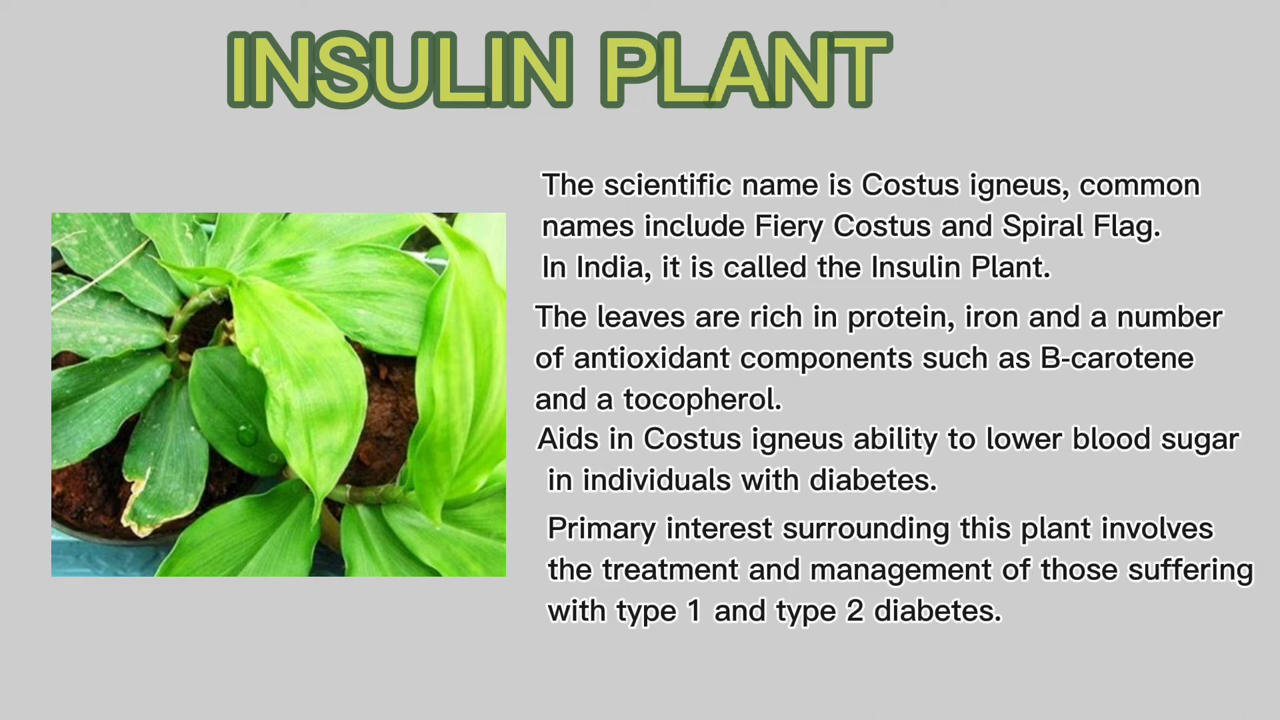 INSULIN PLANT
The scientific name is Costus igneus, common
names include Fiery Costus and Spiral Flag.
In India, it is called the Insulin Plant.
The leaves are rich in protein, iron and a number
of antioxidant components such as B-carotene
and a tocopherol.
Aids in Costus igneus ability to lower blood sugar
in individuals with diabetes.
Primary interest surrounding this plant involves
the treatment and management of those suffering
with type 1 and type 2 diabetes.